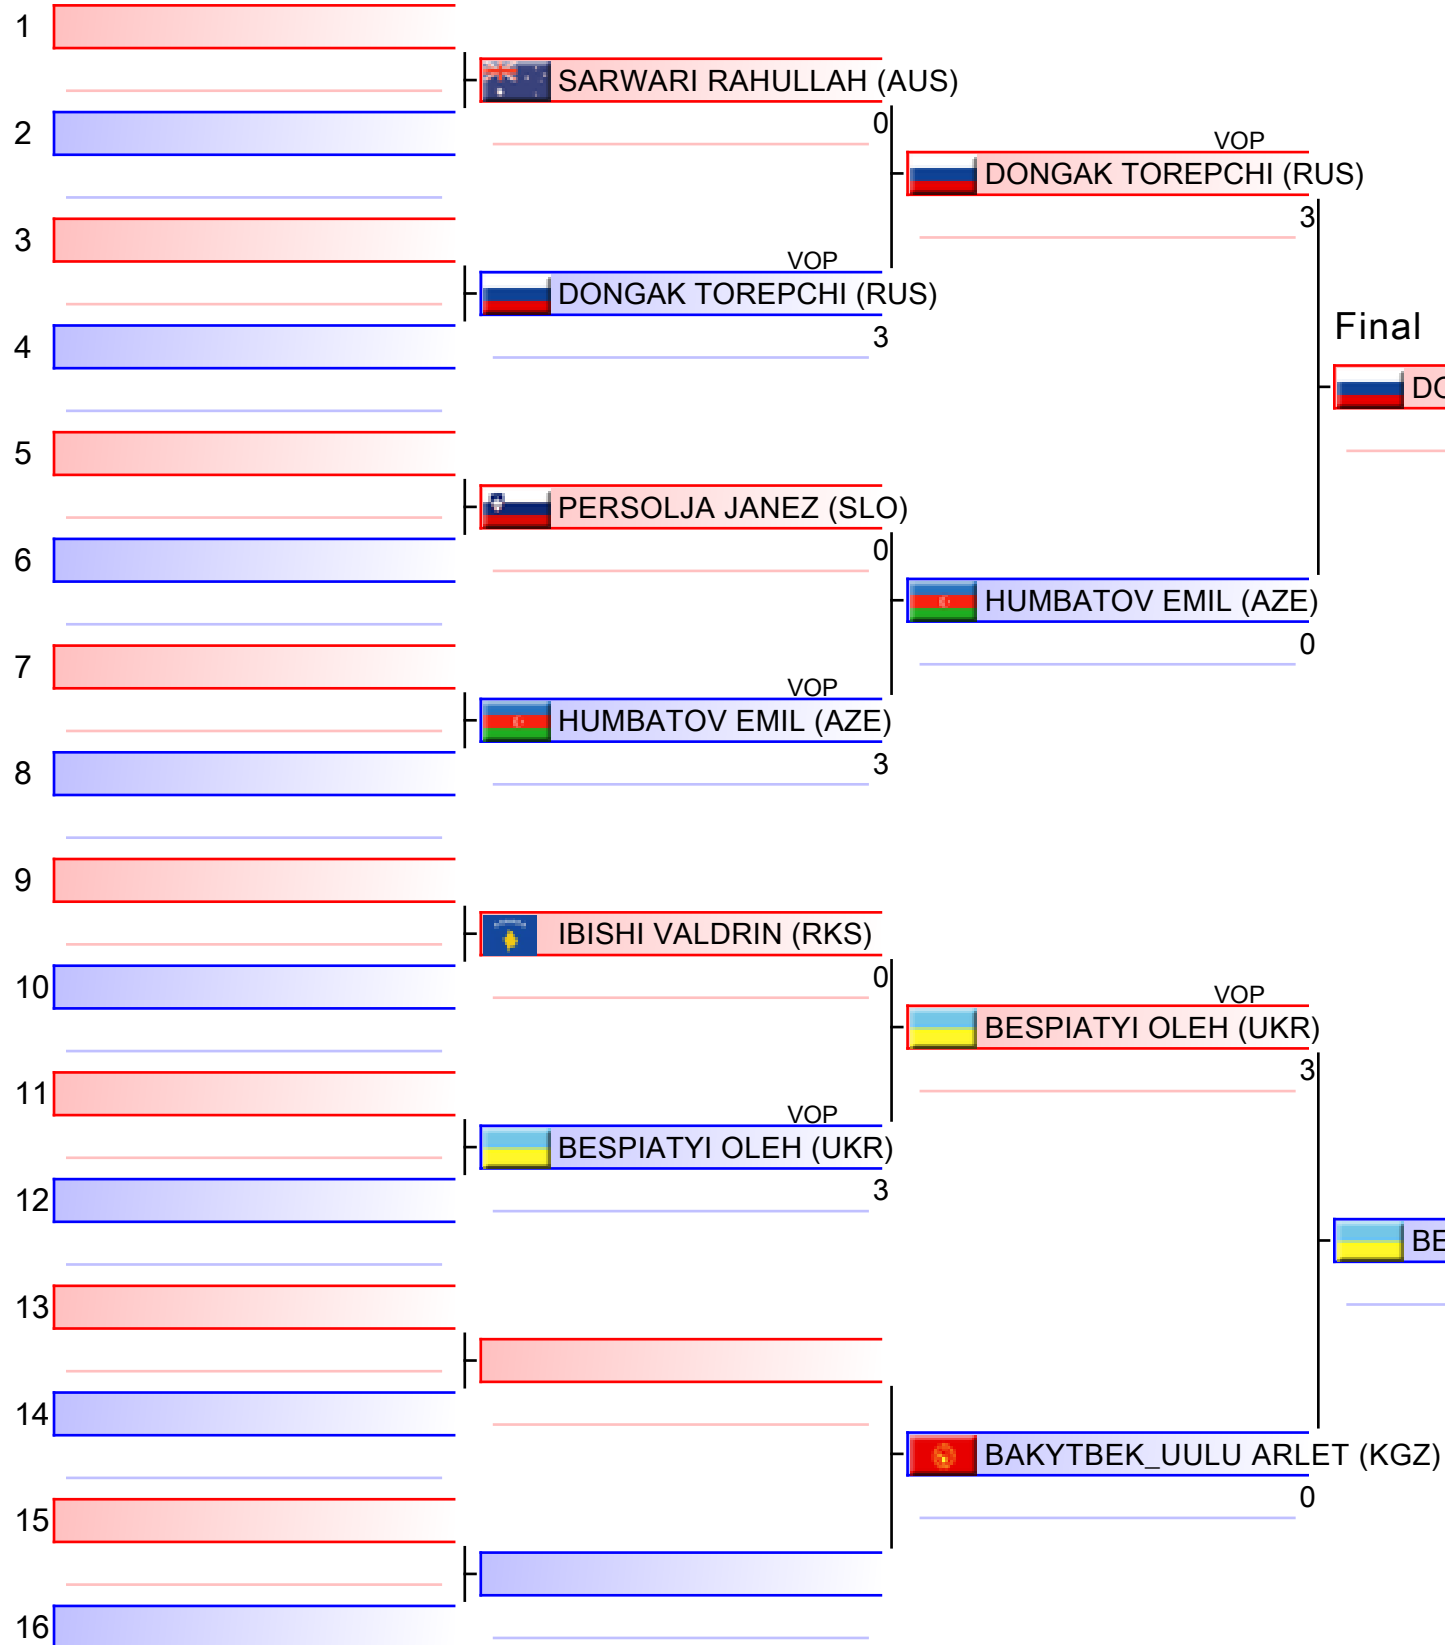 1
SARWARI RAHULLAH (AUS)
0
2
VOP
DONGAK TOREPCHI (RUS)
3
3
VOP
DONGAK TOREPCHI (RUS)
3
4
Final
DO
5
PERSOLJA JANEZ (SLO)
0
6
HUMBATOV EMIL (AZE)
0
7
VOP
HUMBATOV EMIL (AZE)
3
8
9
IBISHI VALDRIN (RKS)
0
10
VOP
BESPIATYI OLEH (UKR)
3
11
VOP
BESPIATYI OLEH (UKR)
3
12
BE
13
14
BAKYTBEK_UULU ARLET (KGZ)
0
15
16